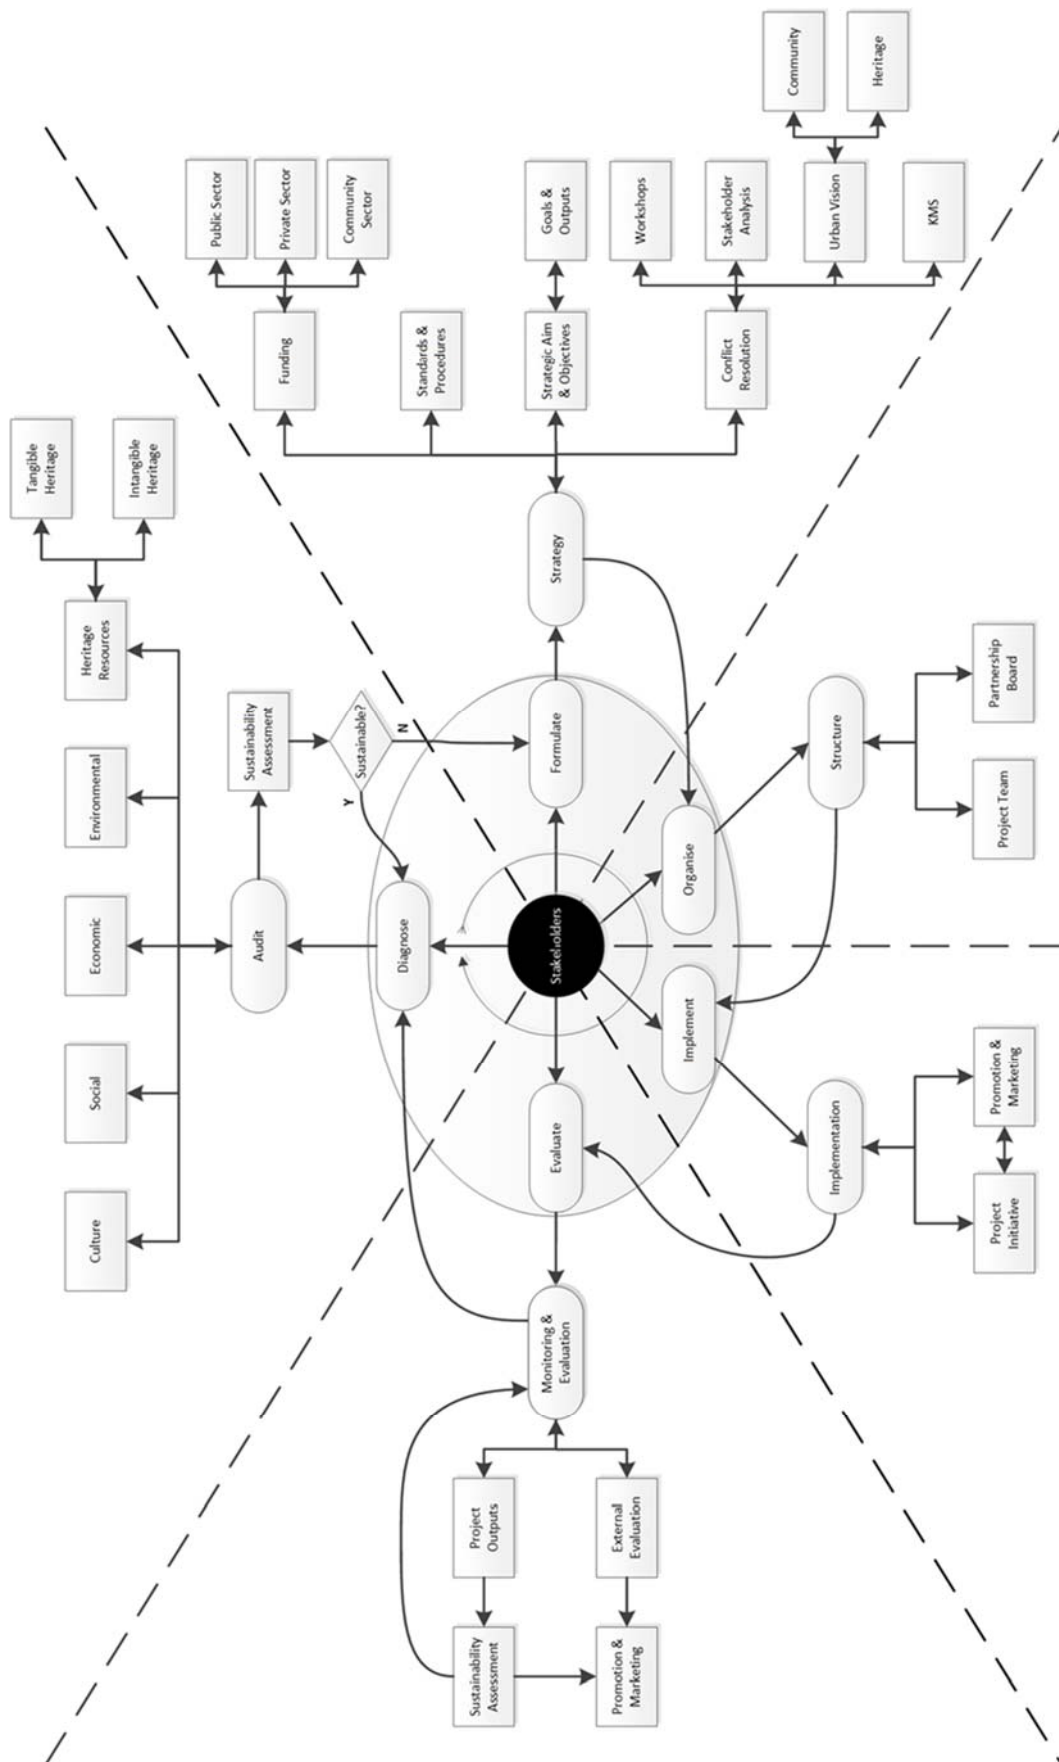 Culture
Social
Economic
Environmental
Heritage
Resources
Tangible
Heritage
Intangible
Heritage
Audit
Sustainability
Assessment
Sustainable?
Y
N
Diagnose
Stakeholders
Formulate
Strategy
Funding
Public Sector
Private Sector
Community
Sector
Standards &
Procedures
Strategic Aim
& Objectives
Goals &
Outputs
Conflict
Resolution
Workshops
Stakeholder
Analysis
Urban Vision
KMS
Community
Heritage
Organise
Structure
Project Team
Partnership
Board
Implement
Implementation
Project
Initiative
Promotion &
Marketing
Evaluate
Monitoring &
Evaluation
Project
Outputs
External
Evaluation
Sustainability
Assessment
Promotion &
Marketing